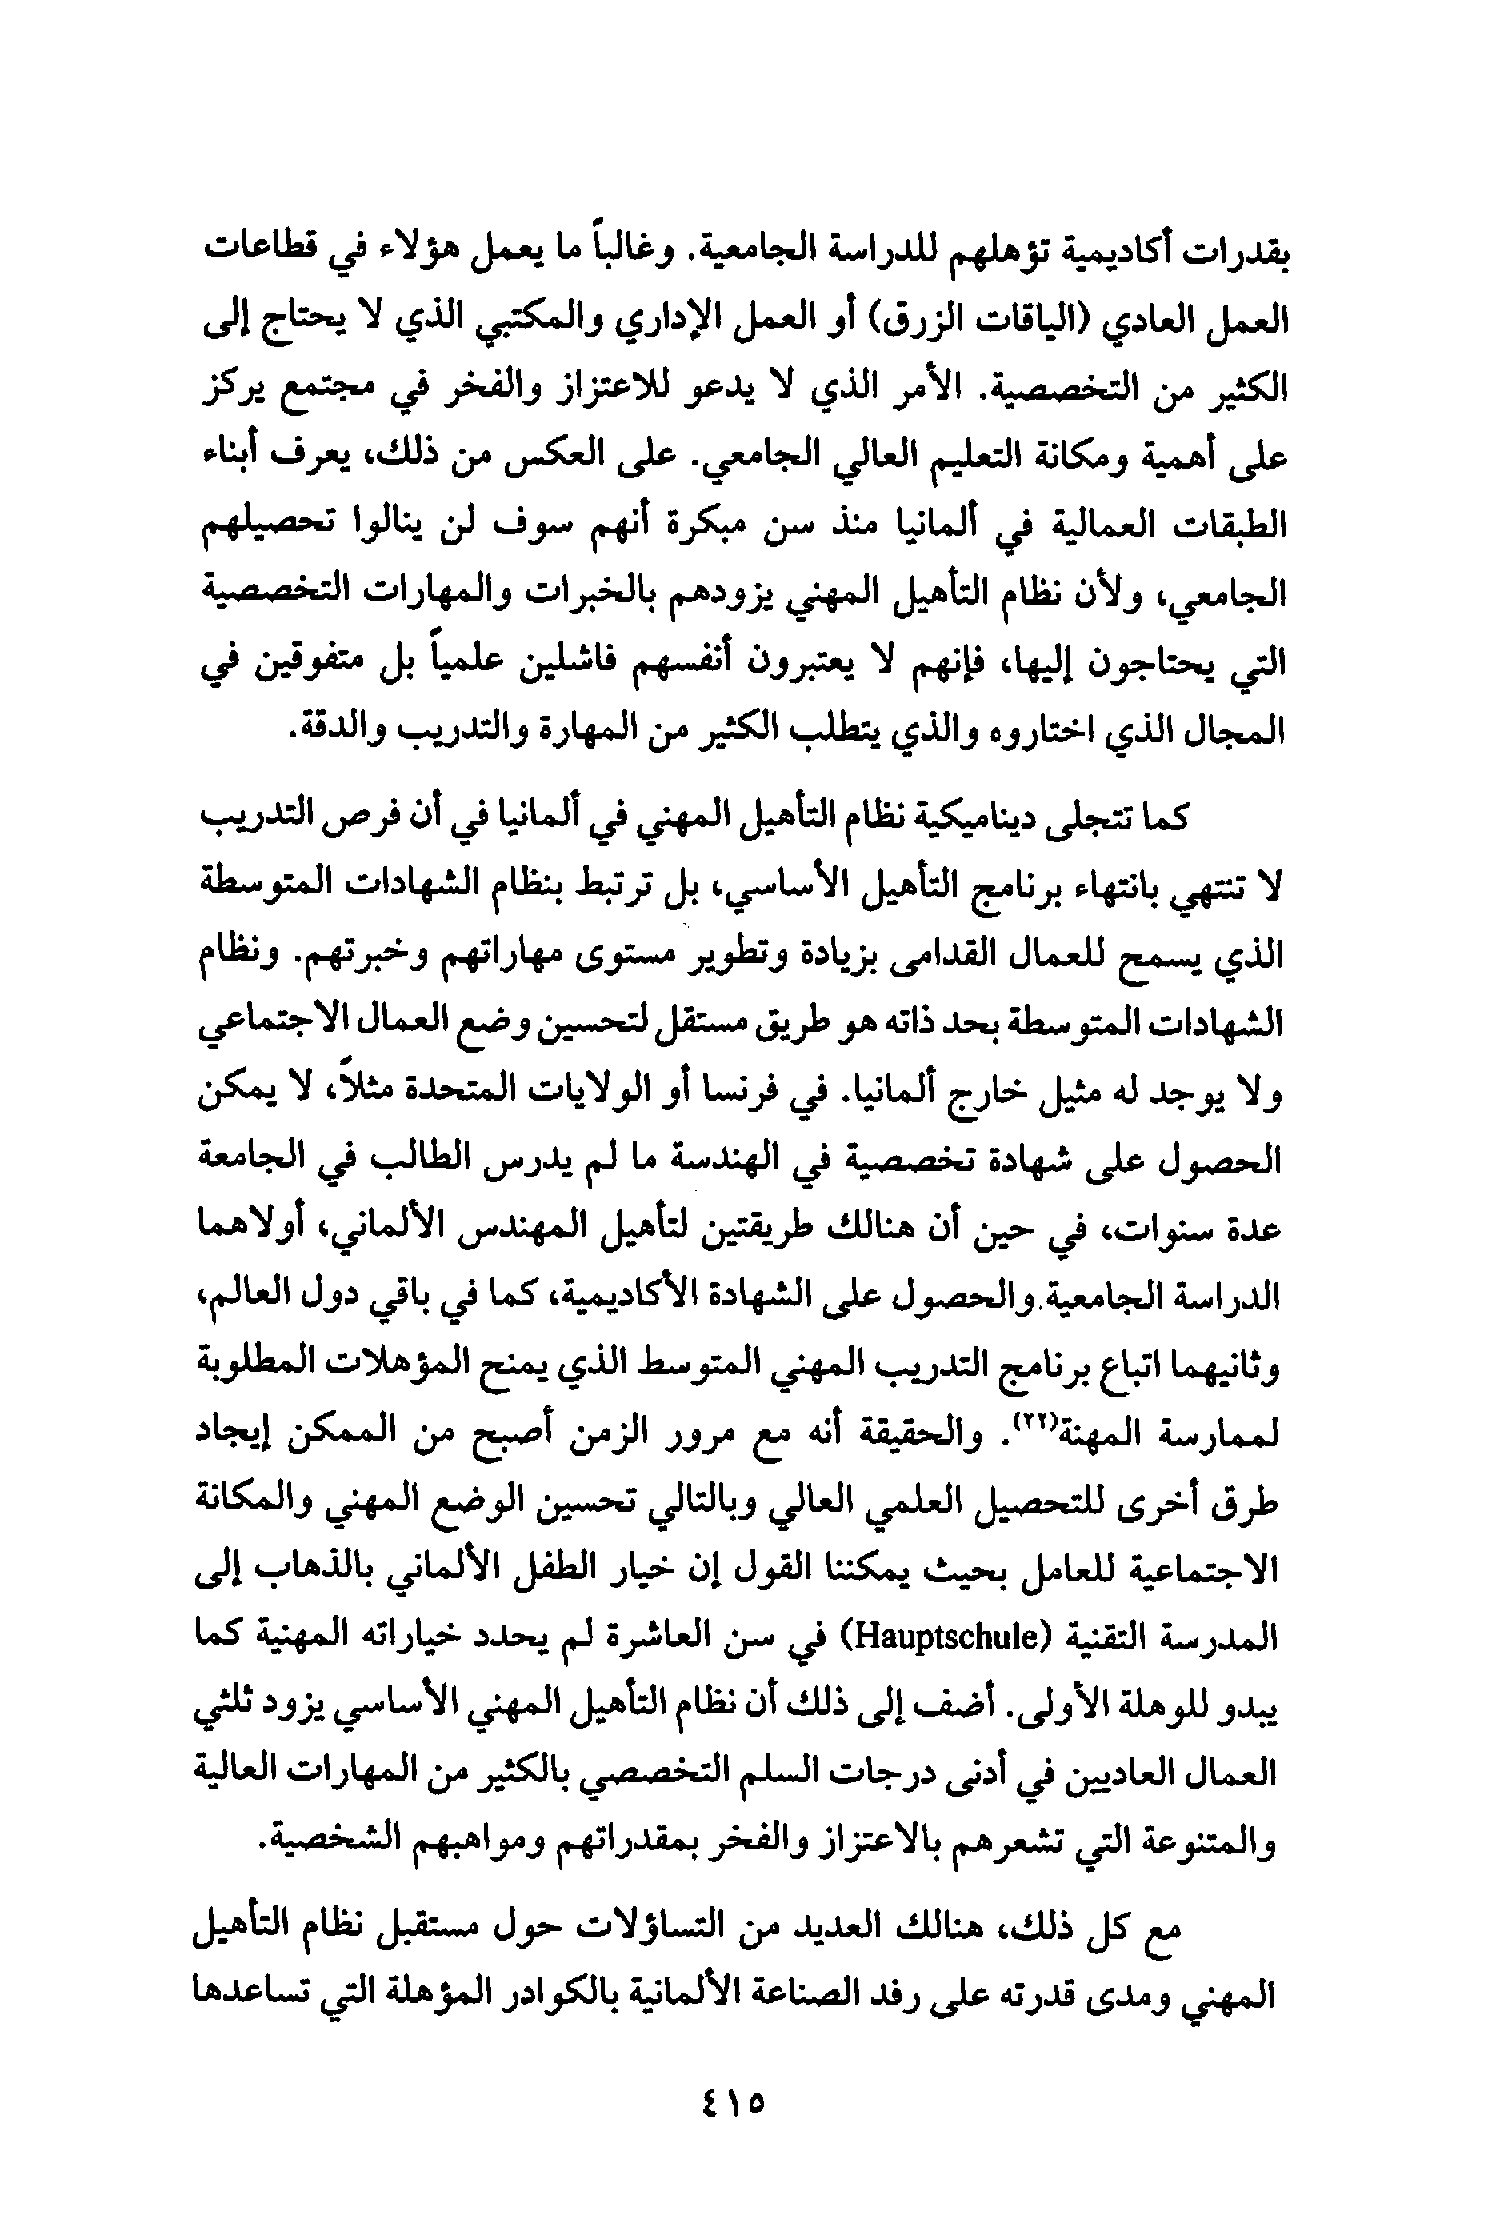 بقدرات أكاديمية تؤهلهم للدراسة الجامعية. وغالباً ما يعمل هؤلاء في قطاعات
العمل العادي (الياقات الزرق) أو العمل الإداري والمكتبي الذي لا يحتاج إلى
الكثير من التخصصية. الأمر الذي لا يدعو للاعتزاز والفخر في مجتمع يركز
على أهمية ومكانة التعليم العالي الجامعي. على العكس من ذلك، يعرف أبناء
الطبقات العمالية في ألمانيا منذ سن مبكرة أنهم سوف لن ينالوا تحصيلهم
الجامعي، ولأن نظام التأهيل المهني يزودهم بالخبرات والمهارات التخصصية
التي يحتاجون إليها، فإنهم لا يعتبرون أنفسهم فاشلين علمياً بل متفوقين في
المجال الذي اختاروه والذي يتطلب الكثير من المهارة والتدريب والدقة.
كما تتجلى ديناميكية نظام التأهيل المهني في ألمانيا في أن فرص التدريب
لا تنتهي بانتهاء برنامج التأهيل الأساسي، بل ترتبط بنظام الشهادات المتوسطة
الذي يسمح للعمال القدامى بزيادة وتطوير مستوى مهاراتهم وخبرتهم. ونظام
الشهادات المتوسطة بحد ذاته هو طريق مستقل لتحسين وضع العمال الاجتماعي
ولا يوجد له مثيل خارج ألمانيا. في فرنسا أو الولايات المتحدة مثلاً، لا يمكن
الحصول على شهادة تخصصية في الهندسة ما لم يدرس الطالب في الجامعة
عدة سنوات، في حين أن هنالك طريقتين لتأهيل المهندس الألماني، أولاهما
الدراسة الجامعية.والحصول على الشهادة الأكاديمية، كما في باقي دول العالم،
وثانيهما اتباع برنامج التدريب المهني المتوسط الذي يمنح المؤهلات المطلوبة
لممارسة المهنة(٢٢). والحقيقة أنه مع مرور الزمن أصبح من الممكن إيجاد
طرق أخرى للتحصيل العلمي العالي وبالتالي تحسين الوضع المهني والمكانة
الاجتماعية للعامل بحيث يمكننا القول إن خيار الطفل الألماني بالذهاب إلى
المدرسة التقنية (Hauptschule) في سن العاشرة لم يحدد خياراته المهنية كما
يبدو للوهلة الأولى. أضف إلى ذلك أن نظام التأهيل المهني الأساسي يزود ثلثي
العمال العاديين في أدنى درجات السلم التخصصي بالكثير من المهارات العالية
والمتنوعة التي تشعرهم بالاعتزاز والفخر بمقدراتهم ومواهبهم الشخصية.
مع كل ذلك، هنالك العديد من التساؤلات حول مستقبل نظام التأهيل
المهني ومدى قدرته على رفد الصناعة الألمانية بالكوادر المؤهلة التي تساعدها
٤١٥